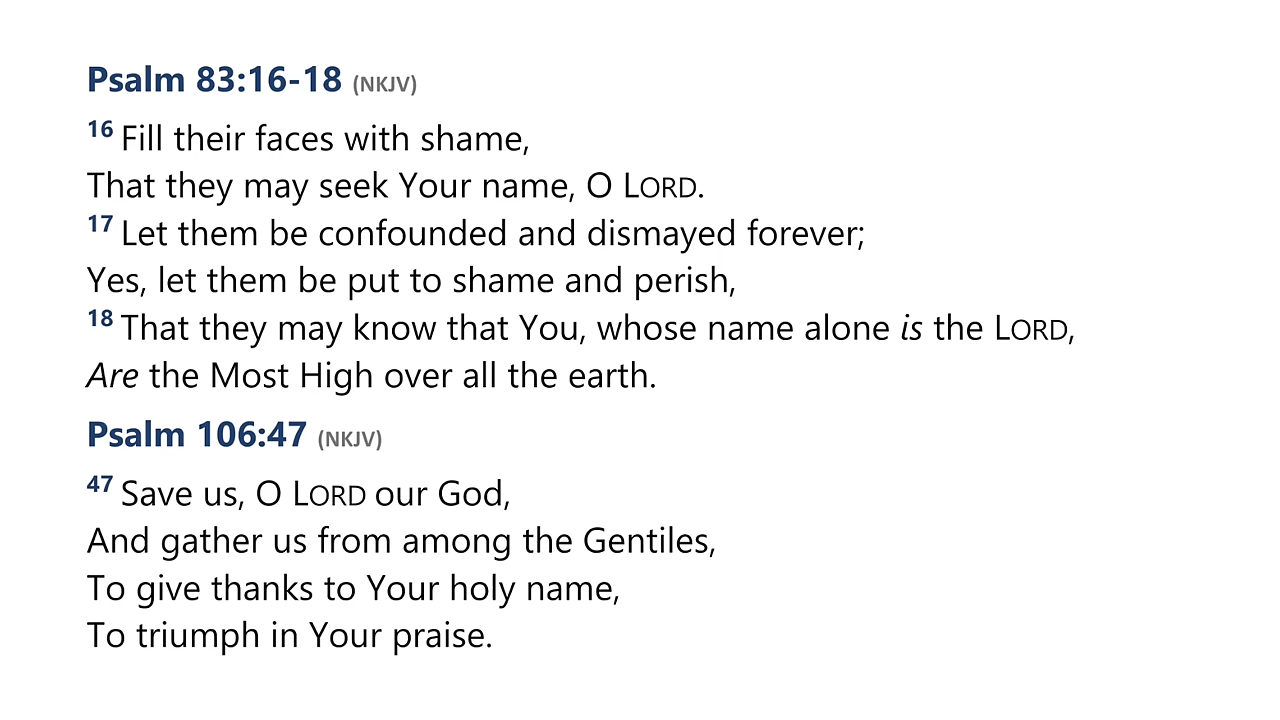 Psalm 83:16-18 (NKJV)
16 Fill their faces with shame,
That they may seek Your name, O LORD.
17 Let them be confounded and dismayed forever;
Yes, let them be put to shame and perish,
18 That they may know that You, whose name alone is the LORD,
Are the Most High over all the earth.
Psalm 106:47 (NKJV)
47 Save us, O LORD our God,
And gather us from among the Gentiles,
To give thanks to Your holy name,
To triumph in Your praise.